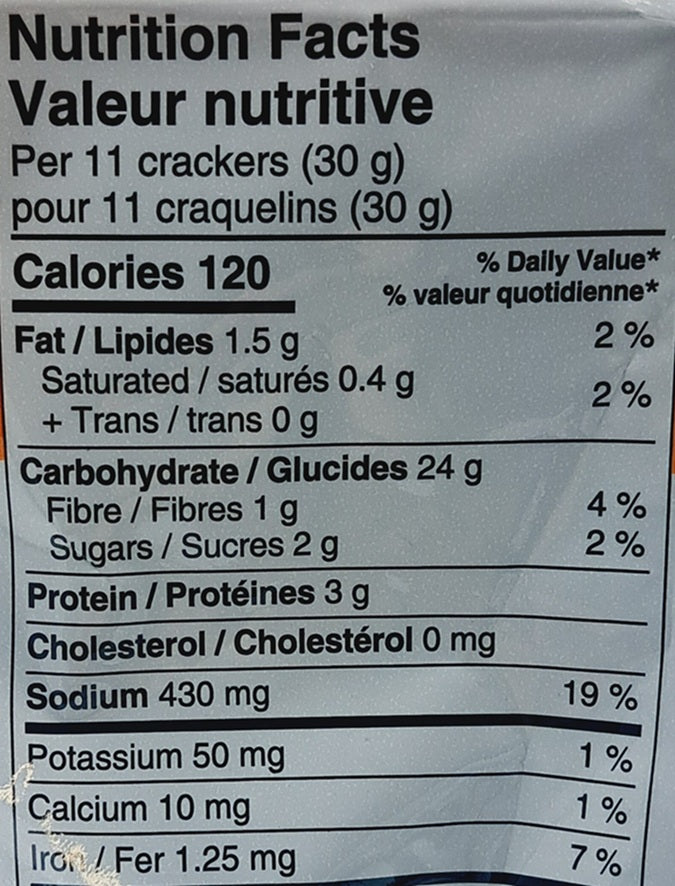 Nutrition Facts
Valeur nutritive
Per 11 crackers (30 g)
pour 11 craquelins (30 g)
Calories 120
% Daily Value*
% valeur quotidienne*
Fat / Lipides 1.5 g 2 %
Saturated / saturés 0.4 g
+ Trans / trans 0 g 2 %
Carbohydrate / Glucides 24 g
Fibre / Fibres 1 g 4 %
Sugars / Sucres 2 g 2 %
Protein / Protéines 3 g
Cholesterol / Cholestérol 0 mg
Sodium 430 mg 19 %
Potassium 50 mg 1 %
Calcium 10 mg 1 %
Iron / Fer 1.25 mg 7 %